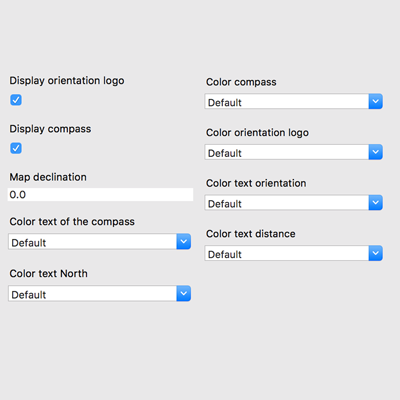 Display orientation logo
Display compass
Map declination
0.0
Color text of the compass
Default
Color text North
Default
Color compass
Default
Color orientation logo
Default
Color text orientation
Default
Color text distance
Default